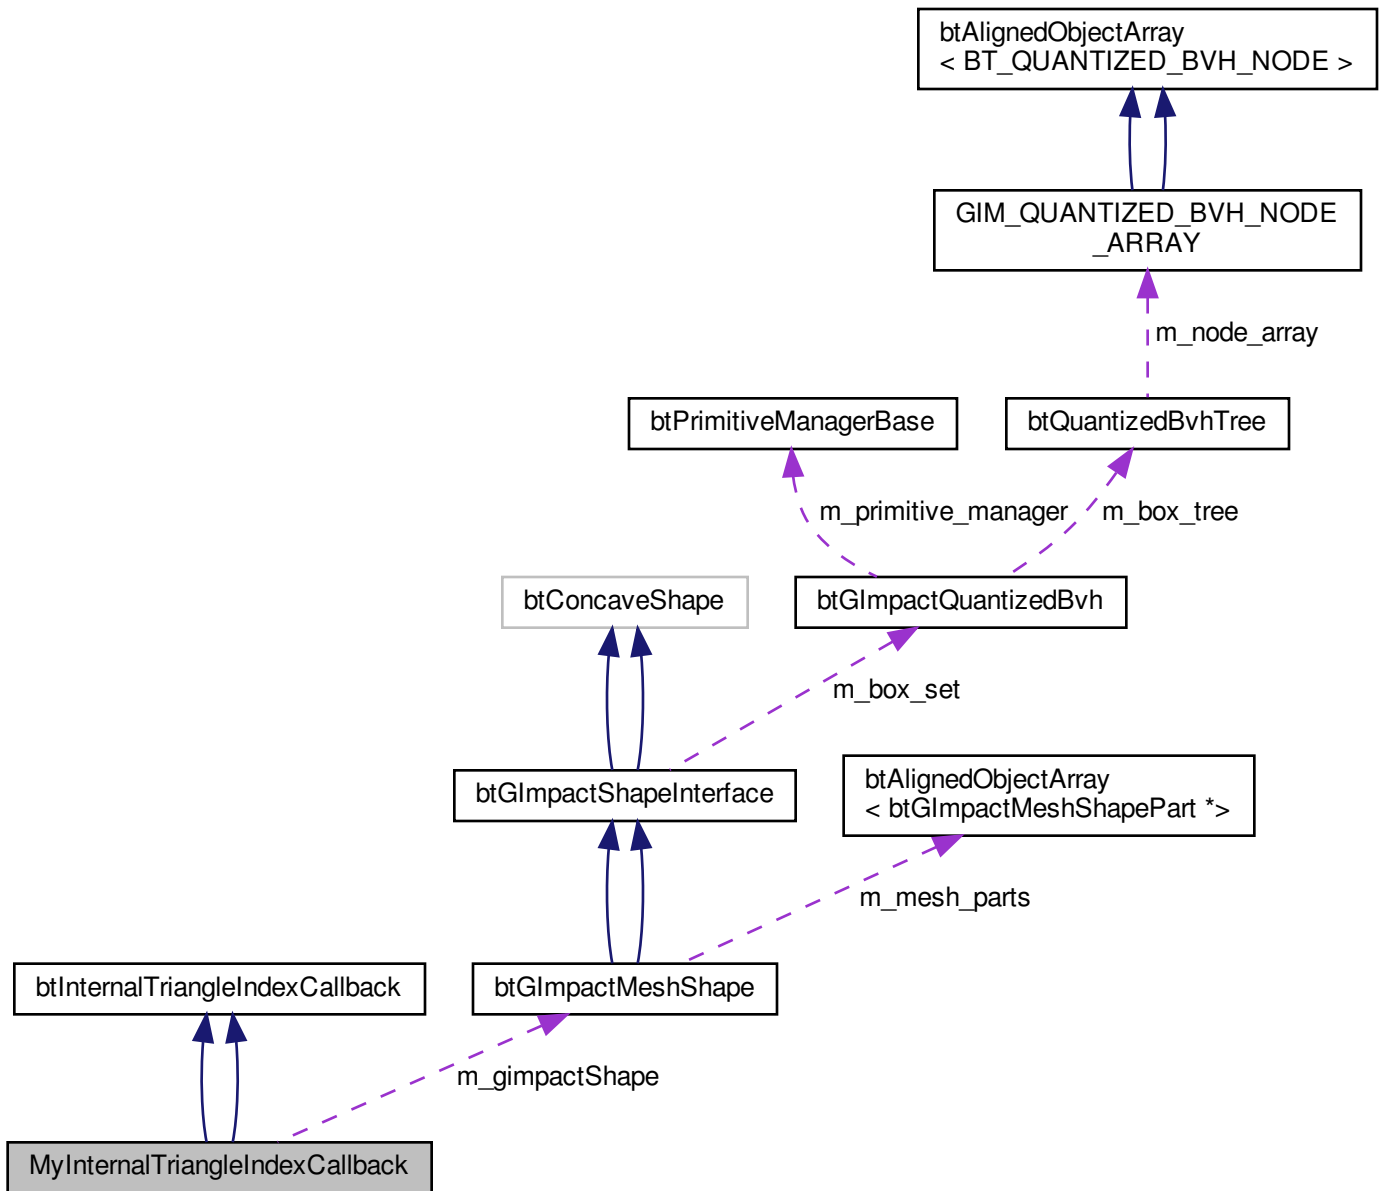 btAlignedObjectArray
< BT_QUANTIZED_BVH_NODE >
GIM_QUANTIZED_BVH_NODE
_ARRAY
m_node_array
btPrimitiveManagerBase
btQuantizedBvhTree
m_primitive_manager
m_box_tree
btConcaveShape
btGImpactQuantizedBvh
m_box_set
btGImpactShapeInterface
btAlignedObjectArray
< btGImpactMeshShapePart *>
m_mesh_parts
btInternalTriangleIndexCallback
btGImpactMeshShape
m_gimpactShape
MyInternalTriangleIndexCallback